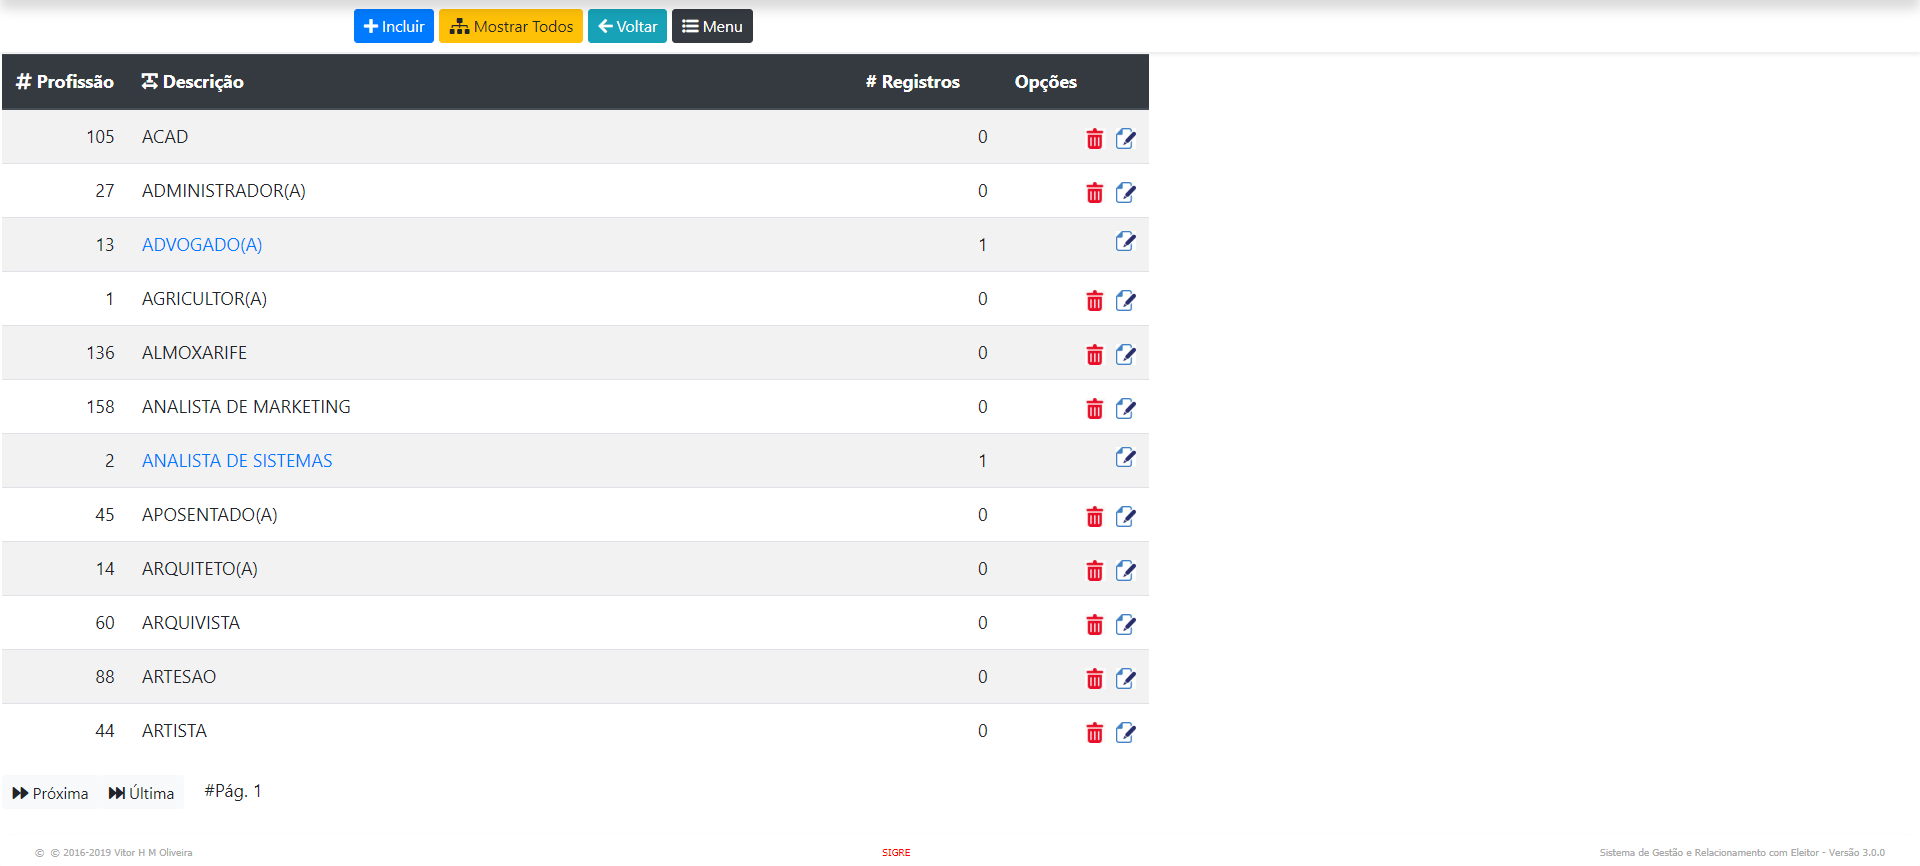 Incluir Mostrar Todos Voltar Menu
# Profissão Descrição # Registros Opções
105 ACAD 0
27 ADMINISTRADOR(A) 0
13 ADVOGADO(A) 1
1 AGRICULTOR(A) 0
136 ALMOXARIFE 0
158 ANALISTA DE MARKETING 0
2 ANALISTA DE SISTEMAS 1
45 APOSENTADO(A) 0
14 ARQUITETO(A) 0
60 ARQUIVISTA 0
88 ARTESAO 0
44 ARTISTA 0
Próxima Última #Pág. 1
© © 2016-2019 Vitor H M Oliveira SIGRE Sistema de Gestão e Relacionamento com Eleitor - Versão 3.0.0